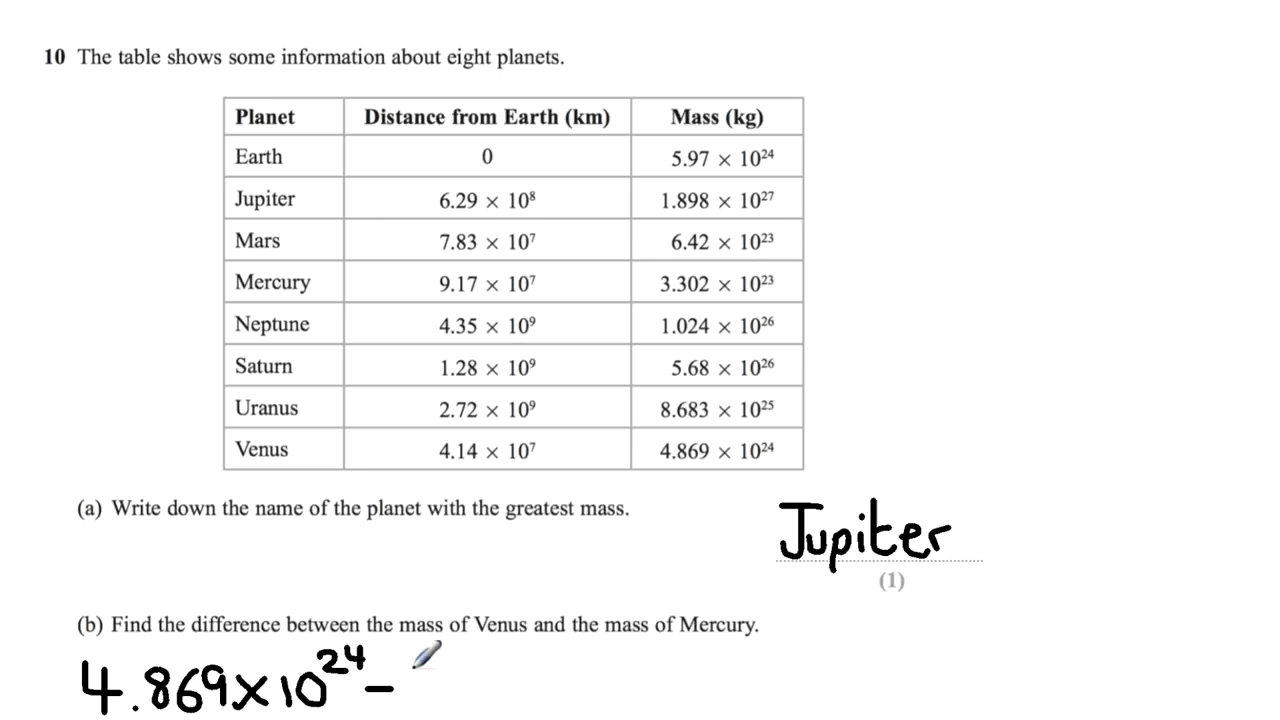 10 The table shows some information about eight planets.
Planet Distance from Earth (km) Mass (kg)
Earth 0 5.97 × 10²⁴
Jupiter 6.29 × 10⁸ 1.898 × 10²⁷
Mars 7.83 × 10⁷ 6.42 × 10²³
Mercury 9.17 × 10⁷ 3.302 × 10²³
Neptune 4.35 × 10⁹ 1.024 × 10²⁶
Saturn 1.28 × 10⁹ 5.68 × 10²⁶
Uranus 2.72 × 10⁹ 8.683 × 10²⁵
Venus 4.14 × 10⁷ 4.869 × 10²⁴
(a) Write down the name of the planet with the greatest mass.
Jupiter
(1)
(b) Find the difference between the mass of Venus and the mass of Mercury.
4.869×10²⁴ −